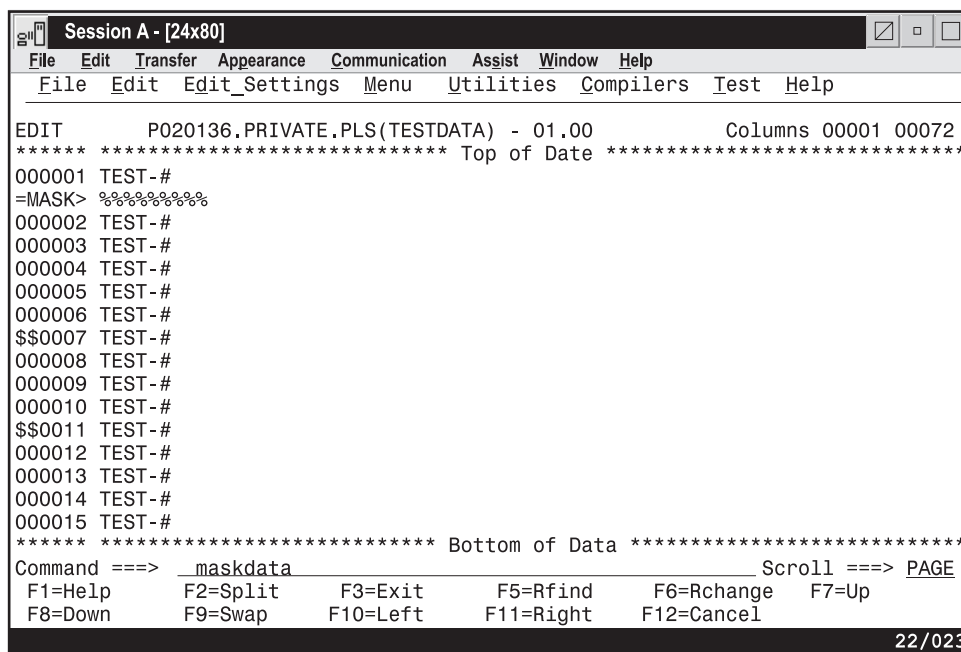 Session A - [24x80]
File Edit Transfer Appearance Communication Assist Window Help
File Edit Edit_Settings Menu Utilities Compilers Test Help
EDIT P020136.PRIVATE.PLS(TESTDATA) - 01.00 Columns 00001 00072
****** ***************************** Top of Date ******************************
000001 TEST-#
=MASK> %%%%%%%%%
000002 TEST-#
000003 TEST-#
000004 TEST-#
000005 TEST-#
000006 TEST-#
$$0007 TEST-#
000008 TEST-#
000009 TEST-#
000010 TEST-#
$$0011 TEST-#
000012 TEST-#
000013 TEST-#
000014 TEST-#
000015 TEST-#
****** **************************** Bottom of Data ****************************
Command ===> maskdata Scroll ===> PAGE
F1=Help F2=Split F3=Exit F5=Rfind F6=Rchange F7=Up
F8=Down F9=Swap F10=Left F11=Right F12=Cancel
22/023